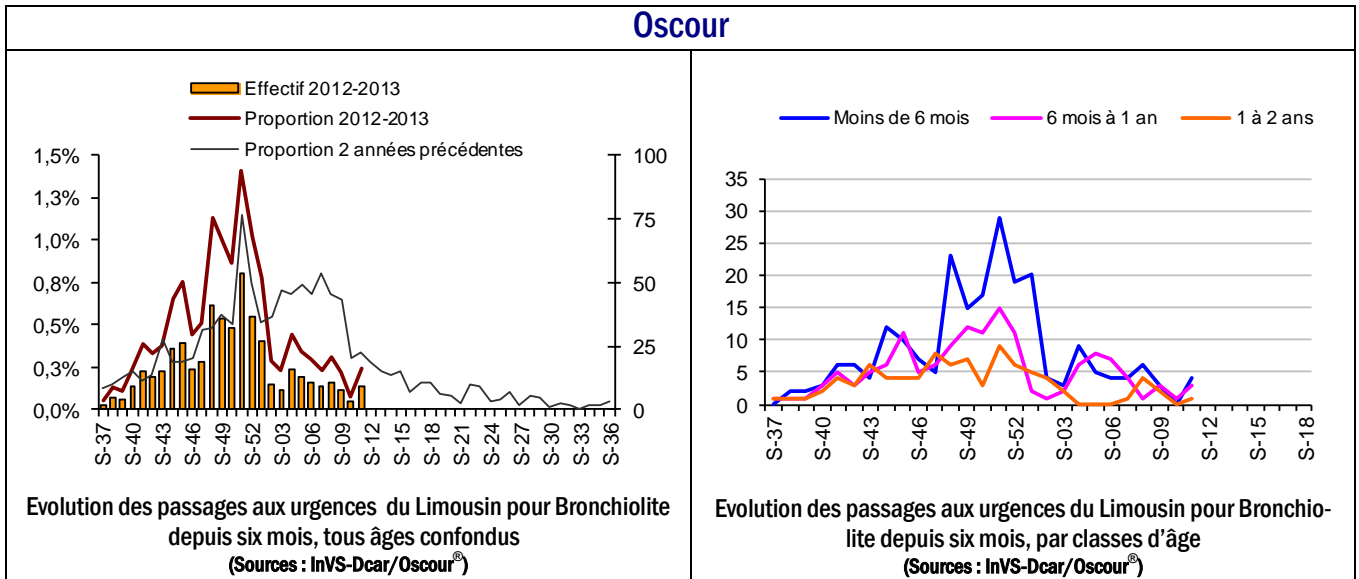 Oscour
Effectif 2012-2013
Proportion 2012-2013
Proportion 2 années précédentes
1,5%
1,3%
1,0%
0,8%
0,5%
0,3%
0,0%
100
75
50
25
0
S-37
S-40
S-43
S-46
S-49
S-52
S-03
S-06
S-09
S-12
S-15
S-18
S-21
S-24
S-27
S-30
S-33
S-36
Evolution des passages aux urgences du Limousin pour Bronchiolite
depuis six mois, tous âges confondus
(Sources : InVS-Dcar/Oscour®)
Moins de 6 mois
6 mois à 1 an
1 à 2 ans
35
30
25
20
15
10
5
0
S-37
S-40
S-43
S-46
S-49
S-52
S-03
S-06
S-09
S-12
S-15
S-18
Evolution des passages aux urgences du Limousin pour Bronchio-
lite depuis six mois, par classes d’âge
(Sources : InVS-Dcar/Oscour®)